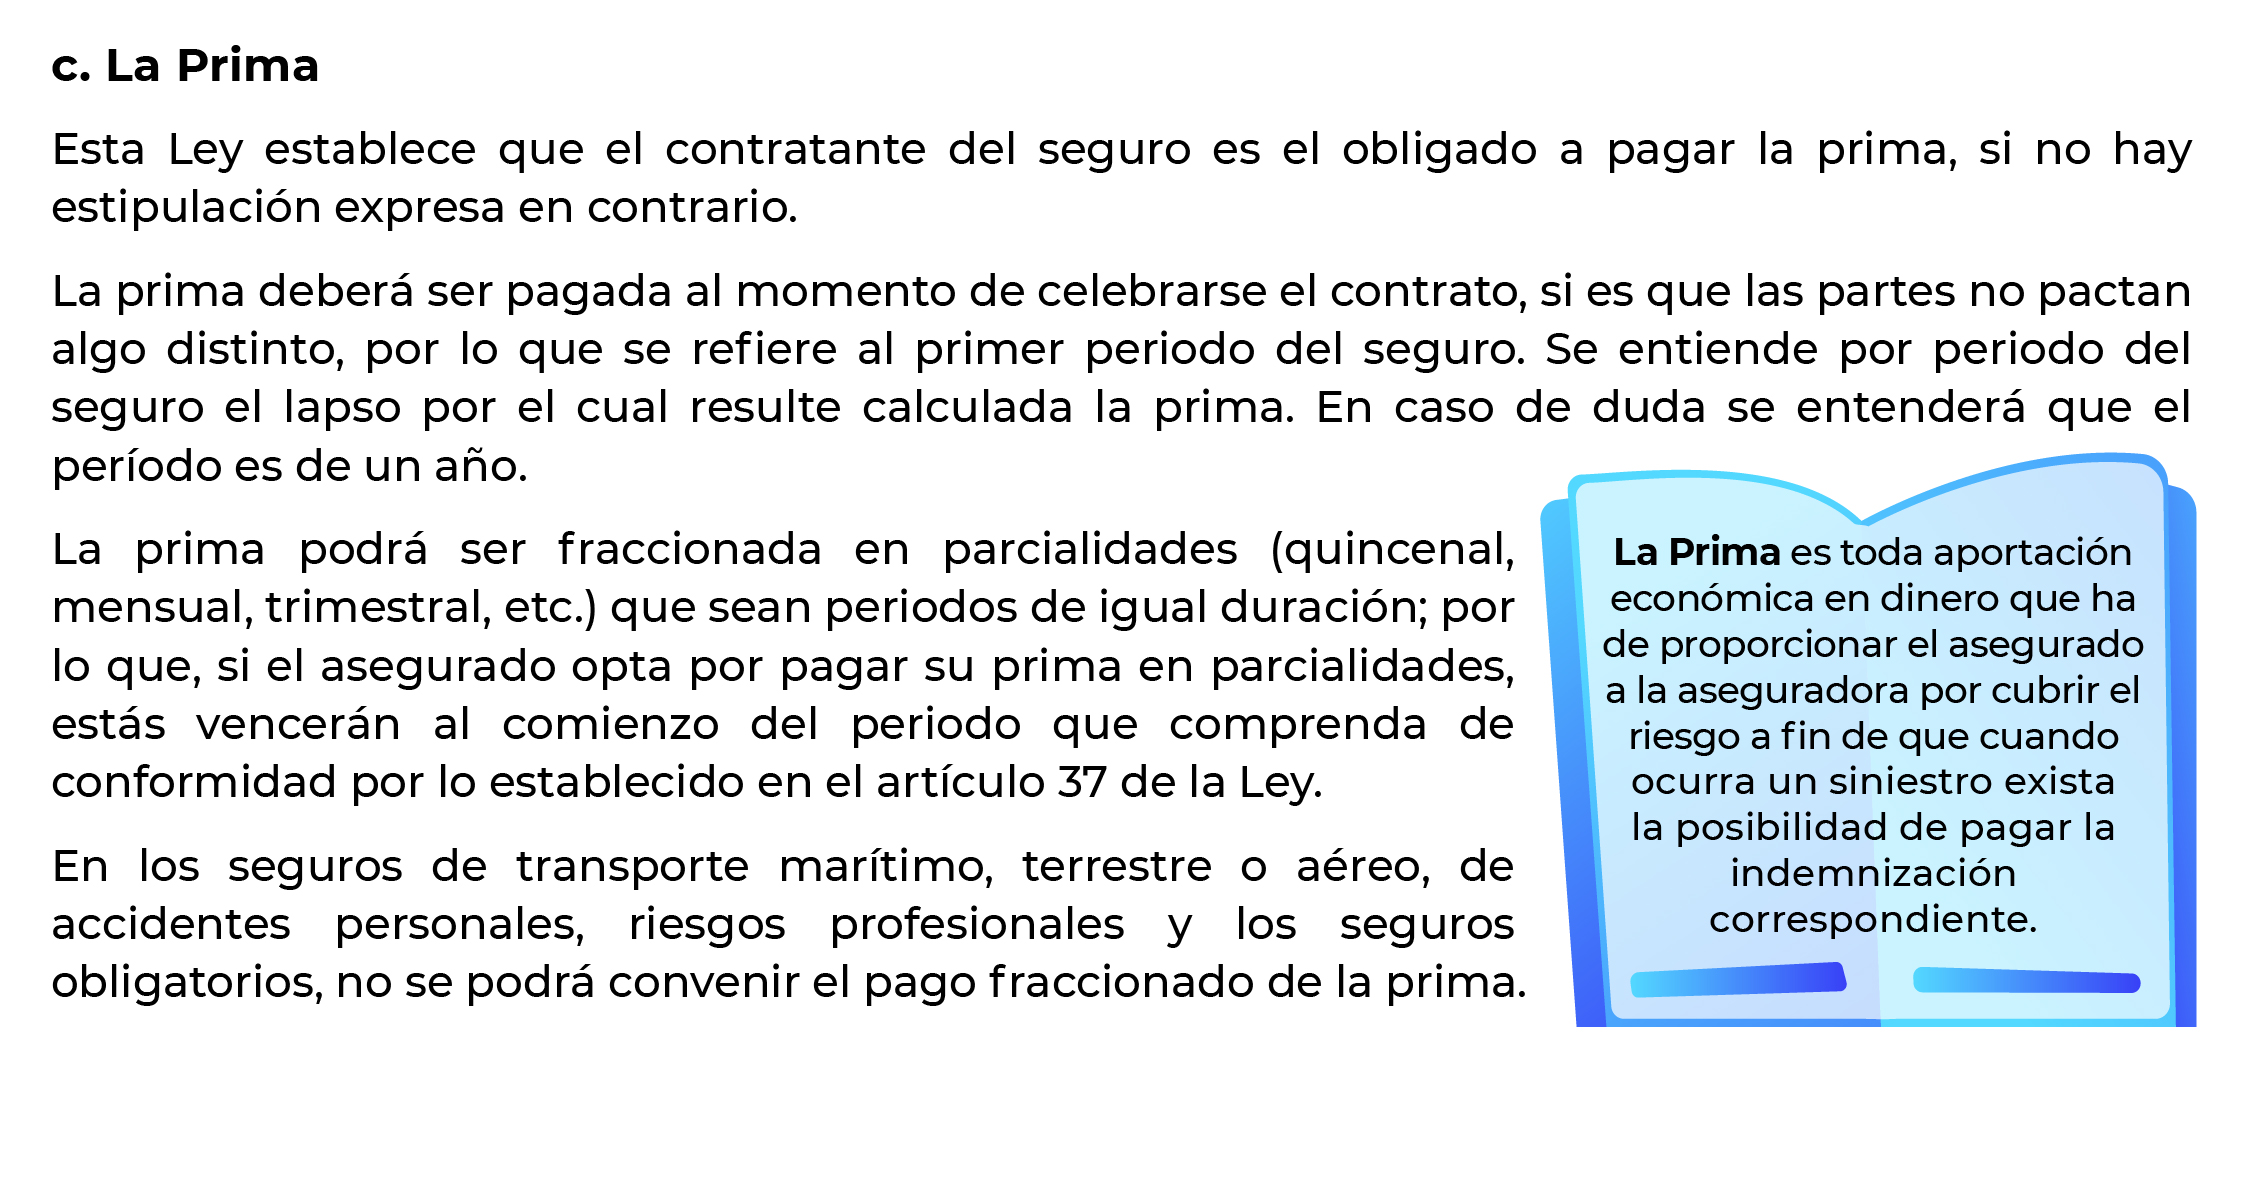 c. La Prima
Esta Ley establece que el contratante del seguro es el obligado a pagar la prima, si no hay
estipulación expresa en contrario.
La prima deberá ser pagada al momento de celebrarse el contrato, si es que las partes no pactan
algo distinto, por lo que se refiere al primer periodo del seguro. Se entiende por periodo del
seguro el lapso por el cual resulte calculada la prima. En caso de duda se entenderá que el
período es de un año.
La prima podrá ser fraccionada en parcialidades (quincenal,
mensual, trimestral, etc.) que sean periodos de igual duración; por
lo que, si el asegurado opta por pagar su prima en parcialidades,
estás vencerán al comienzo del periodo que comprenda de
conformidad por lo establecido en el artículo 37 de la Ley.
En los seguros de transporte marítimo, terrestre o aéreo, de
accidentes personales, riesgos profesionales y los seguros
obligatorios, no se podrá convenir el pago fraccionado de la prima.
La Prima es toda aportación
económica en dinero que ha
de proporcionar el asegurado
a la aseguradora por cubrir el
riesgo a fin de que cuando
ocurra un siniestro exista
la posibilidad de pagar la
indemnización
correspondiente.